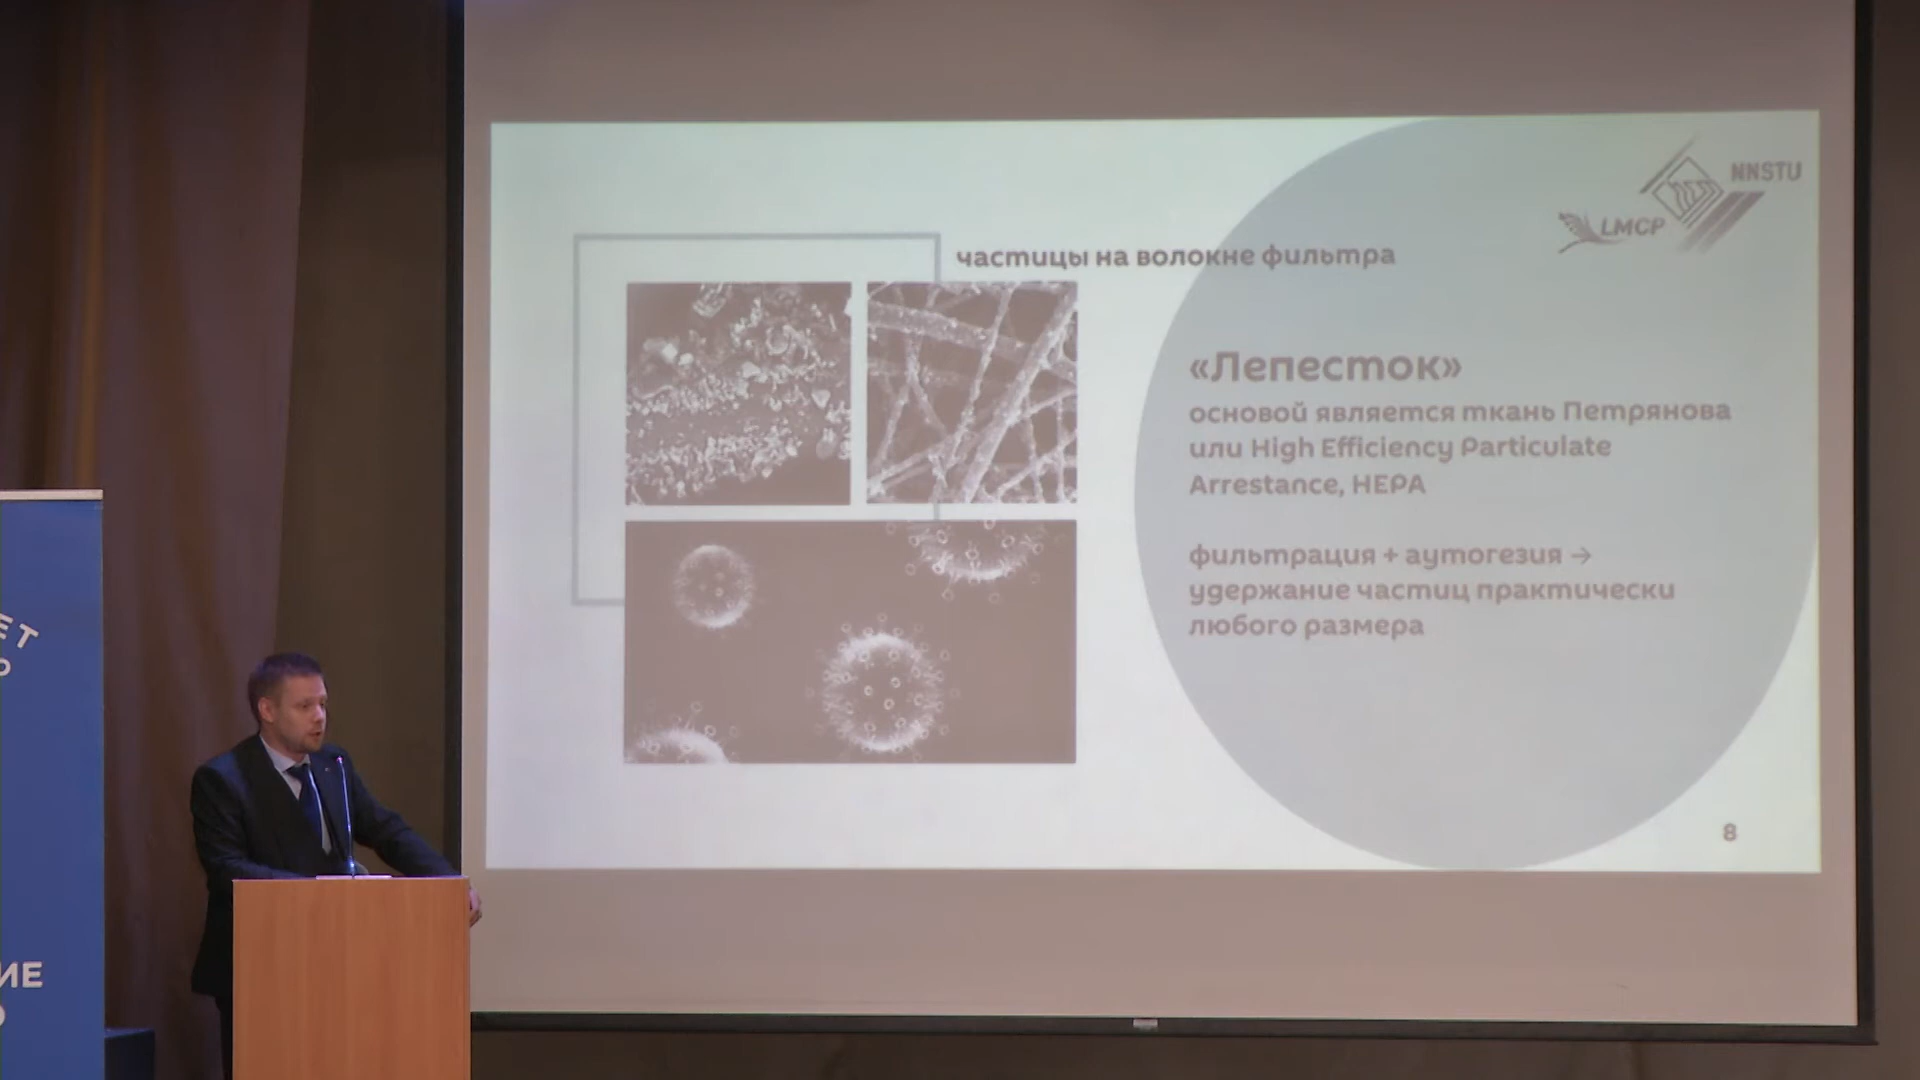 NNSTU
LMCP
частицы на волокне фильтра
«Лепесток»
основой является ткань Петрянова
или High Efficiency Particulate
Arrestance, HEPA
фильтрация + аутогезия →
удержание частиц практически
любого размера
8
ЕТ
О
ИЕ